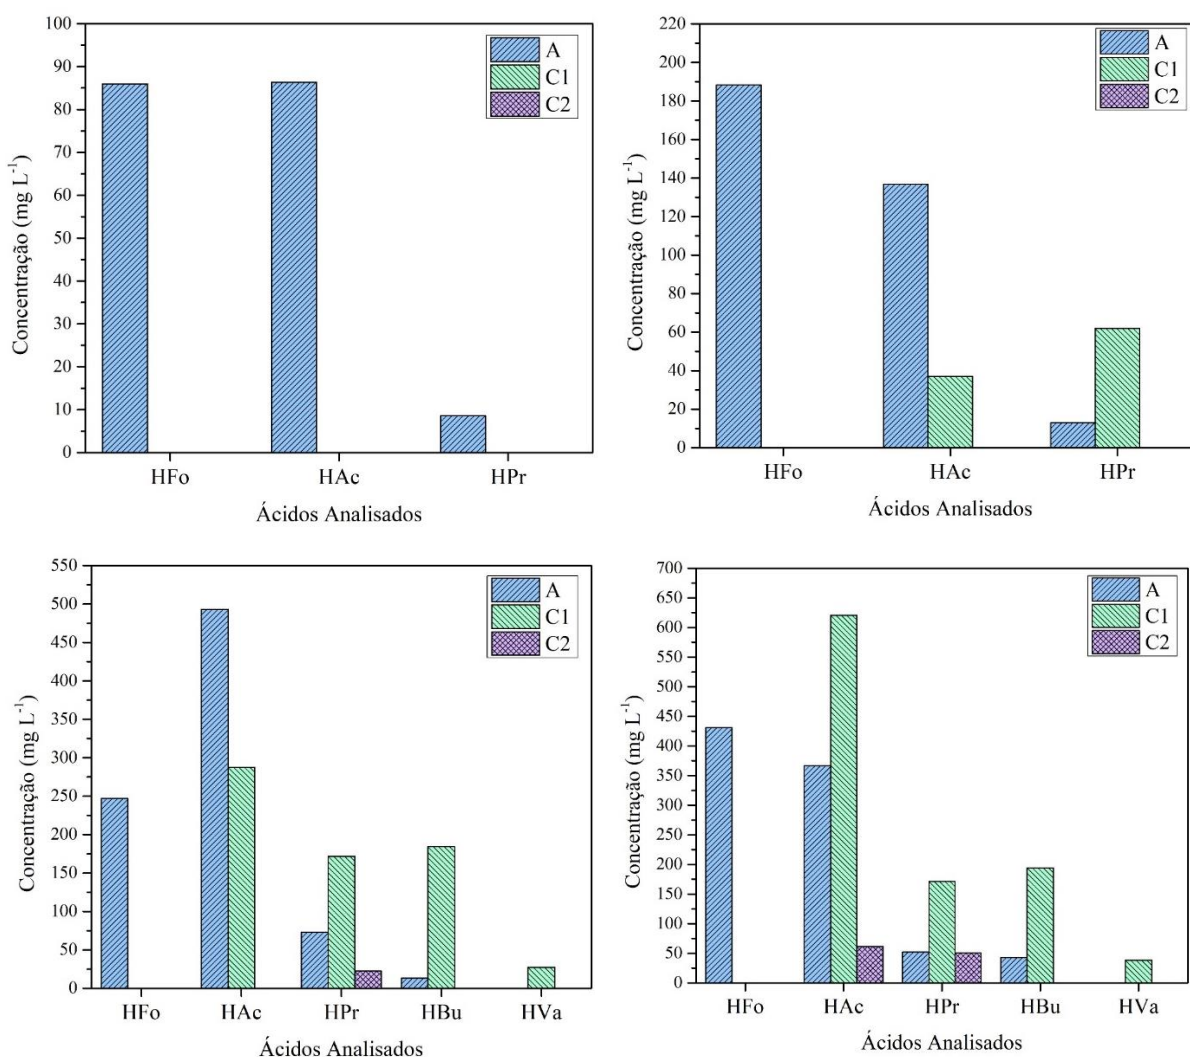 100
90
80
70
60
50
40
30
20
10
0
Concentração (mg L⁻¹)
A
C1
C2
HFo HAc HPr
Ácidos Analisados
220
200
180
160
140
120
100
80
60
40
20
0
Concentração (mg L⁻¹)
A
C1
C2
HFo HAc HPr
Ácidos Analisados
550
500
450
400
350
300
250
200
150
100
50
0
Concentração (mg L⁻¹)
A
C1
C2
HFo HAc HPr HBu HVa
Ácidos Analisados
700
650
600
550
500
450
400
350
300
250
200
150
100
50
0
Concentração (mg L⁻¹)
A
C1
C2
HFo HAc HPr HBu HVa
Ácidos Analisados